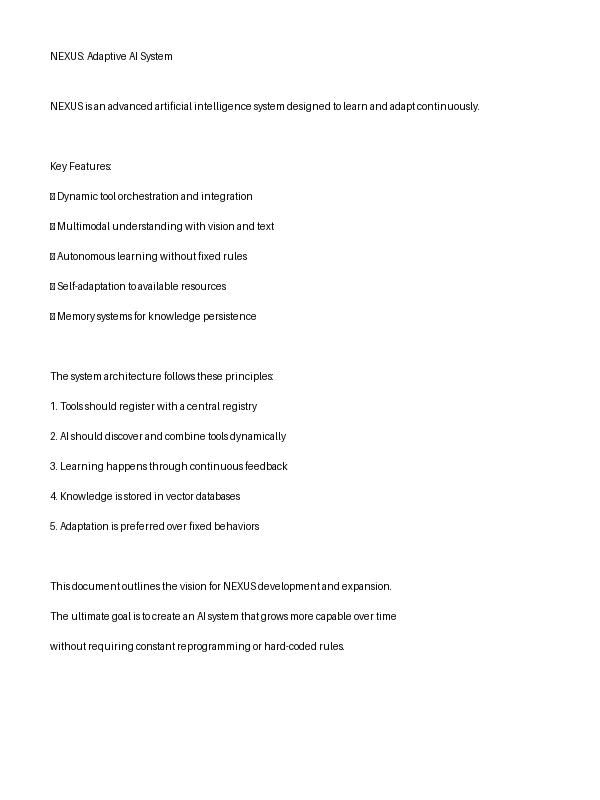 NEXUS: Adaptive AI System
NEXUS is an advanced artificial intelligence system designed to learn and adapt continuously.
Key Features:
Dynamic tool orchestration and integration
Multimodal understanding with vision and text
Autonomous learning without fixed rules
Self-adaptation to available resources
Memory systems for knowledge persistence
The system architecture follows these principles:
1. Tools should register with a central registry
2. AI should discover and combine tools dynamically
3. Learning happens through continuous feedback
4. Knowledge is stored in vector databases
5. Adaptation is preferred over fixed behaviors
This document outlines the vision for NEXUS development and expansion.
The ultimate goal is to create an AI system that grows more capable over time
without requiring constant reprogramming or hard-coded rules.